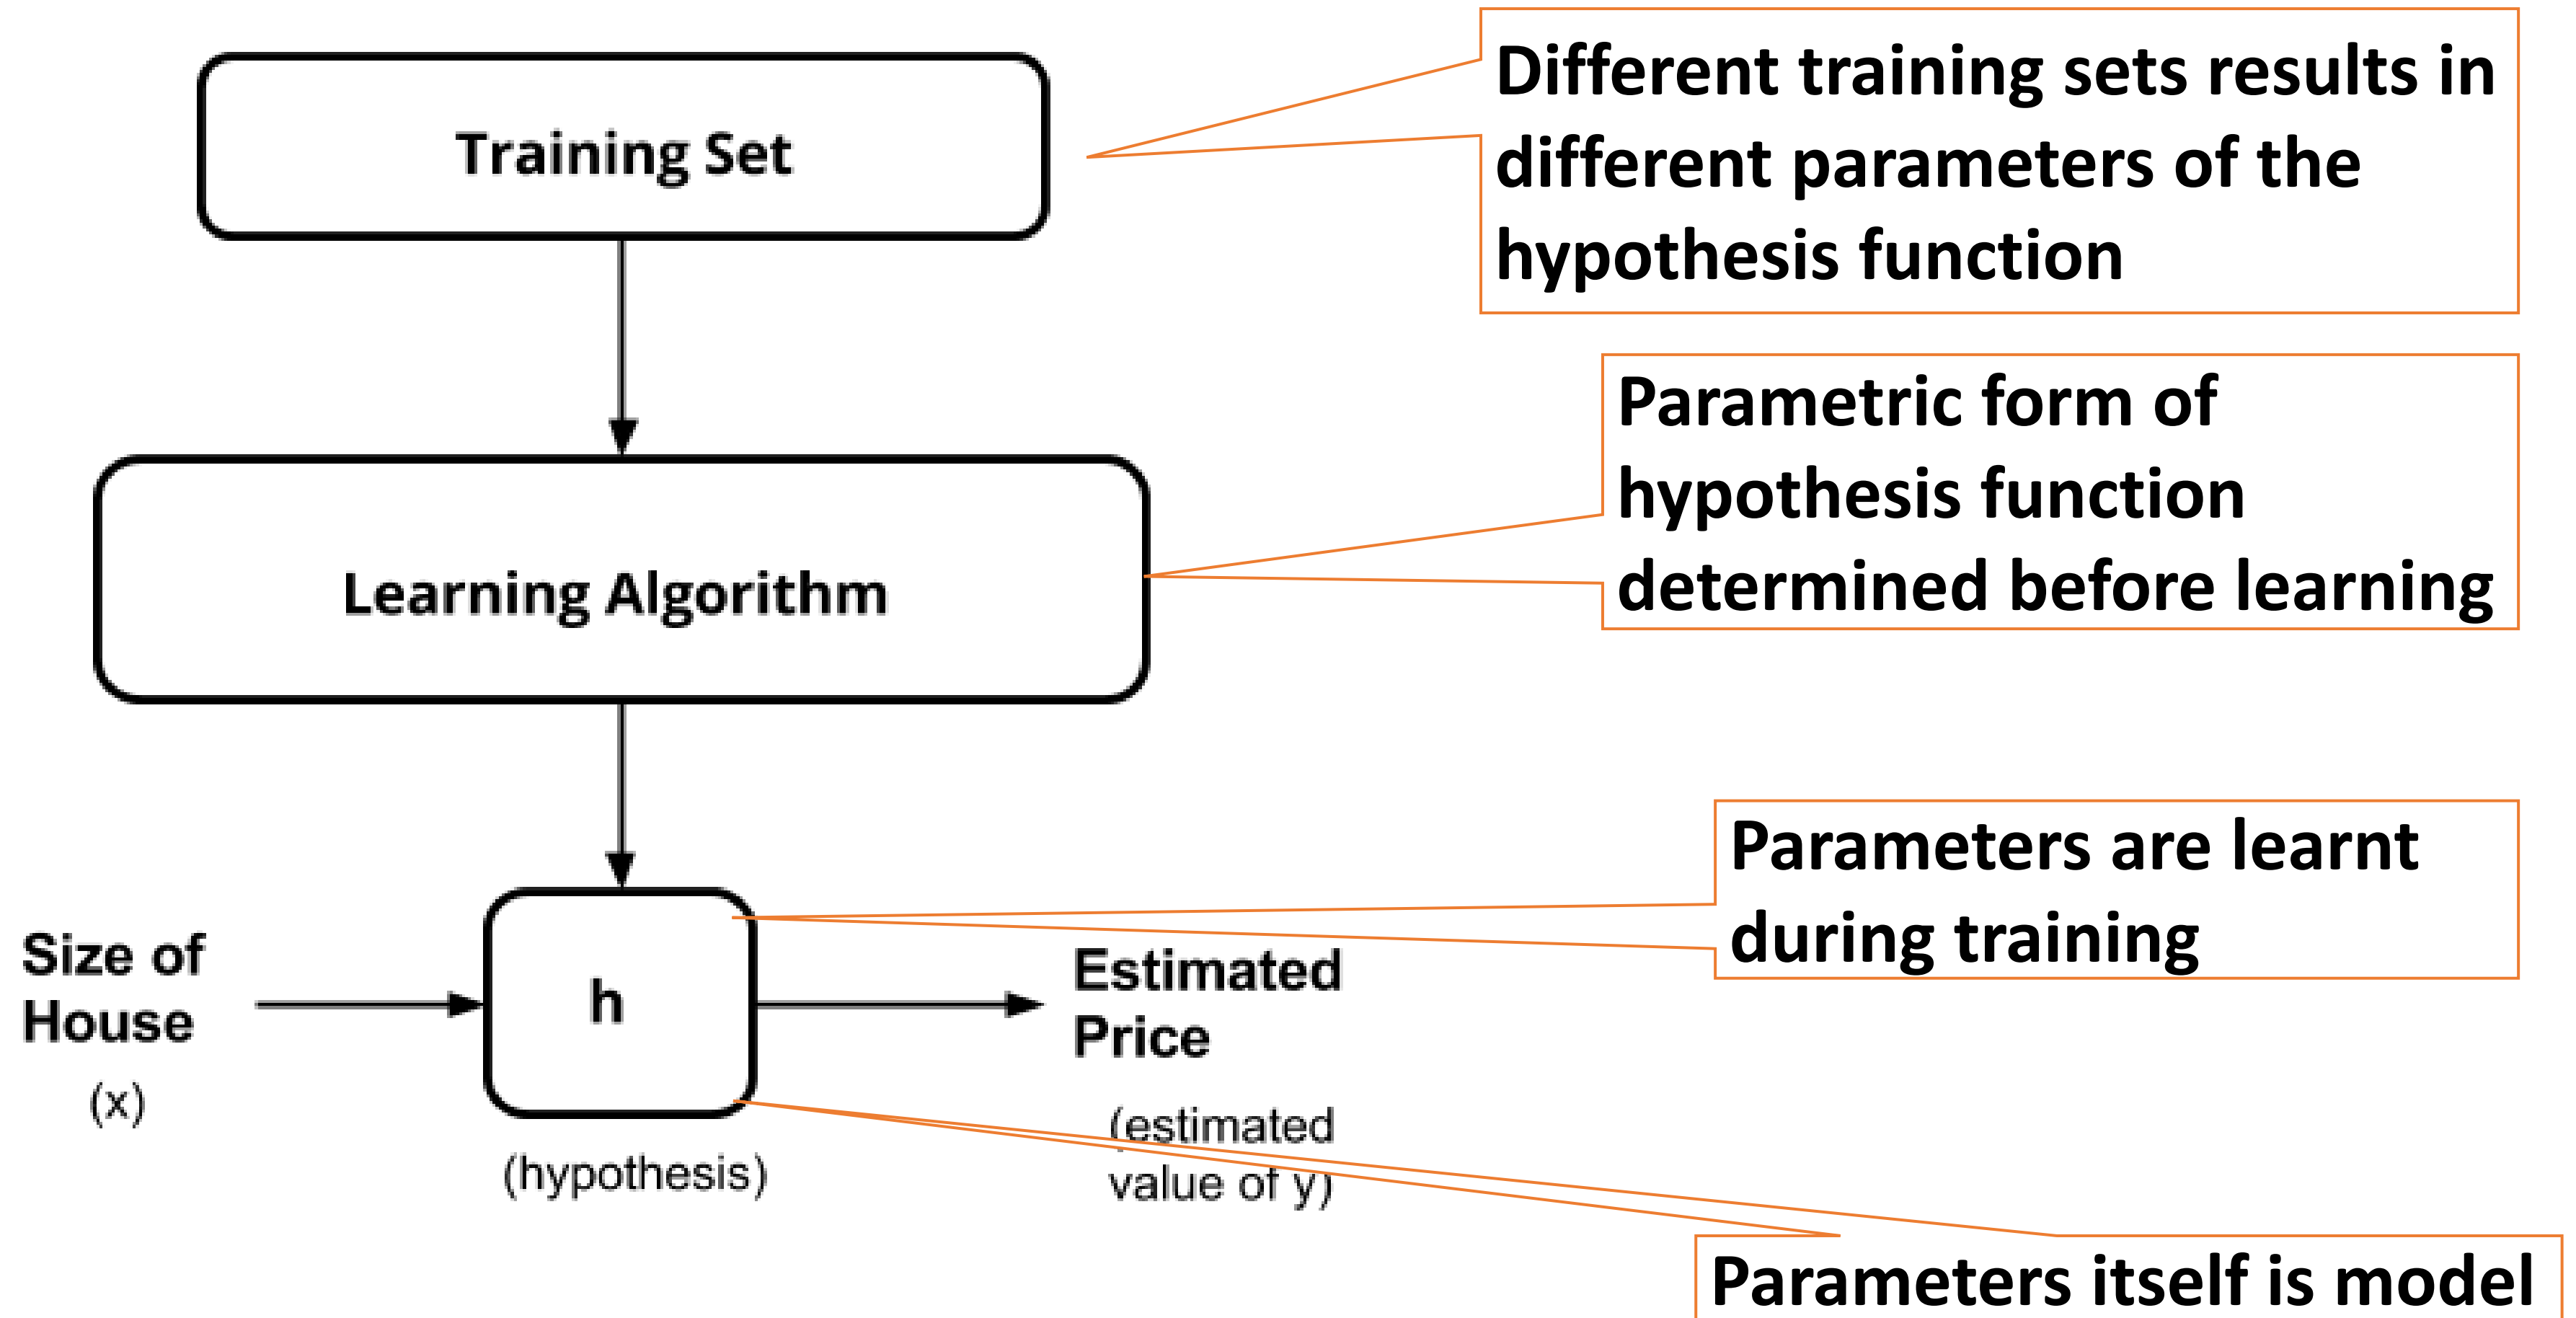 Training Set
Different training sets results in
different parameters of the
hypothesis function
Learning Algorithm
Parametric form of
hypothesis function
determined before learning
Parameters are learnt
during training
Size of
House
(x)
h
(hypothesis)
Estimated
Price
(estimated
value of y)
Parameters itself is model